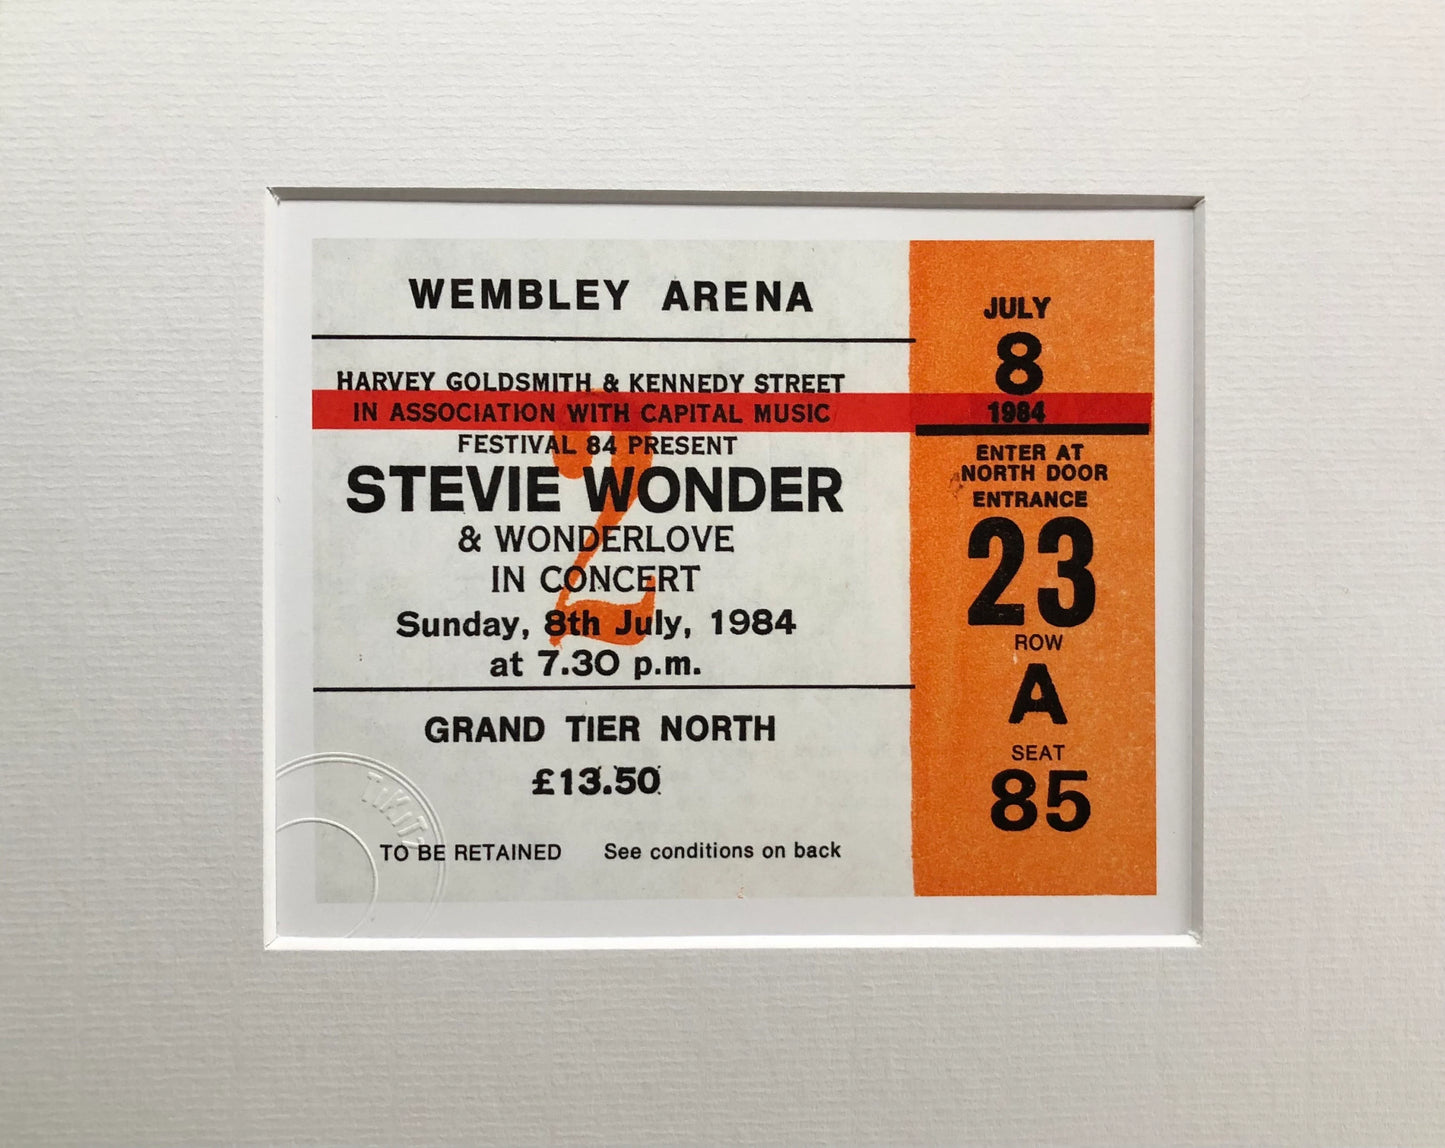 WEMBLEY ARENA
HARVEY GOLDSMITH & KENNEDY STREET
IN ASSOCIATION WITH CAPITAL MUSIC
FESTIVAL 84 PRESENT
2
STEVIE WONDER
& WONDERLOVE
IN CONCERT
Sunday, 8th July, 1984
at 7.30 p.m.
GRAND TIER NORTH
£13.50
TO BE RETAINED See conditions on back
TiKiTz
JULY
8
1984
ENTER AT
NORTH DOOR
ENTRANCE
23
ROW
A
SEAT
85